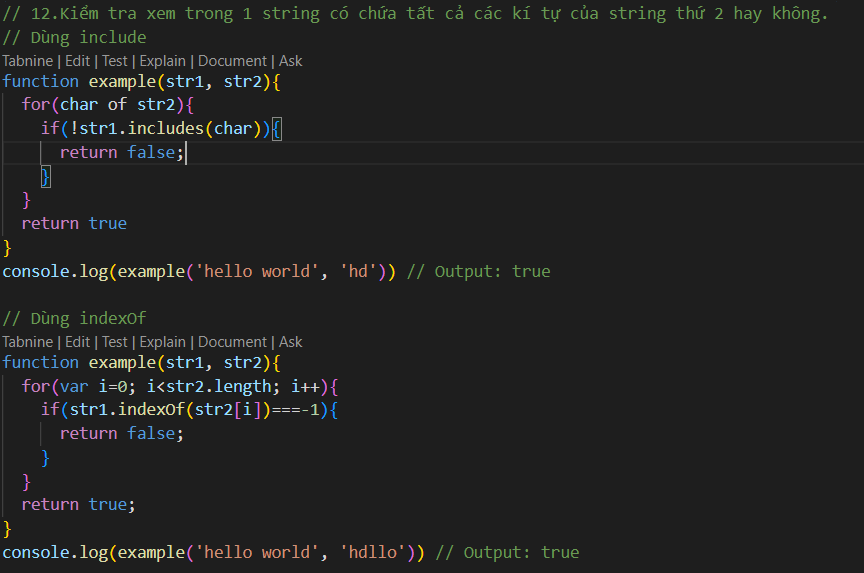 // 12.Kiểm tra xem trong 1 string có chứa tất cả các kí tự của string thứ 2 hay không.
// Dùng include
Tabnine | Edit | Test | Explain | Document | Ask
function example(str1, str2){
  for(char of str2){
    if(!str1.includes(char)){
      return false;
    }
  }
  return true
}
console.log(example('hello world', 'hd')) // Output: true

// Dùng indexOf
Tabnine | Edit | Test | Explain | Document | Ask
function example(str1, str2){
  for(var i=0; i<str2.length; i++){
    if(str1.indexOf(str2[i])===-1){
      return false;
    }
  }
  return true;
}
console.log(example('hello world', 'hdllo')) // Output: true